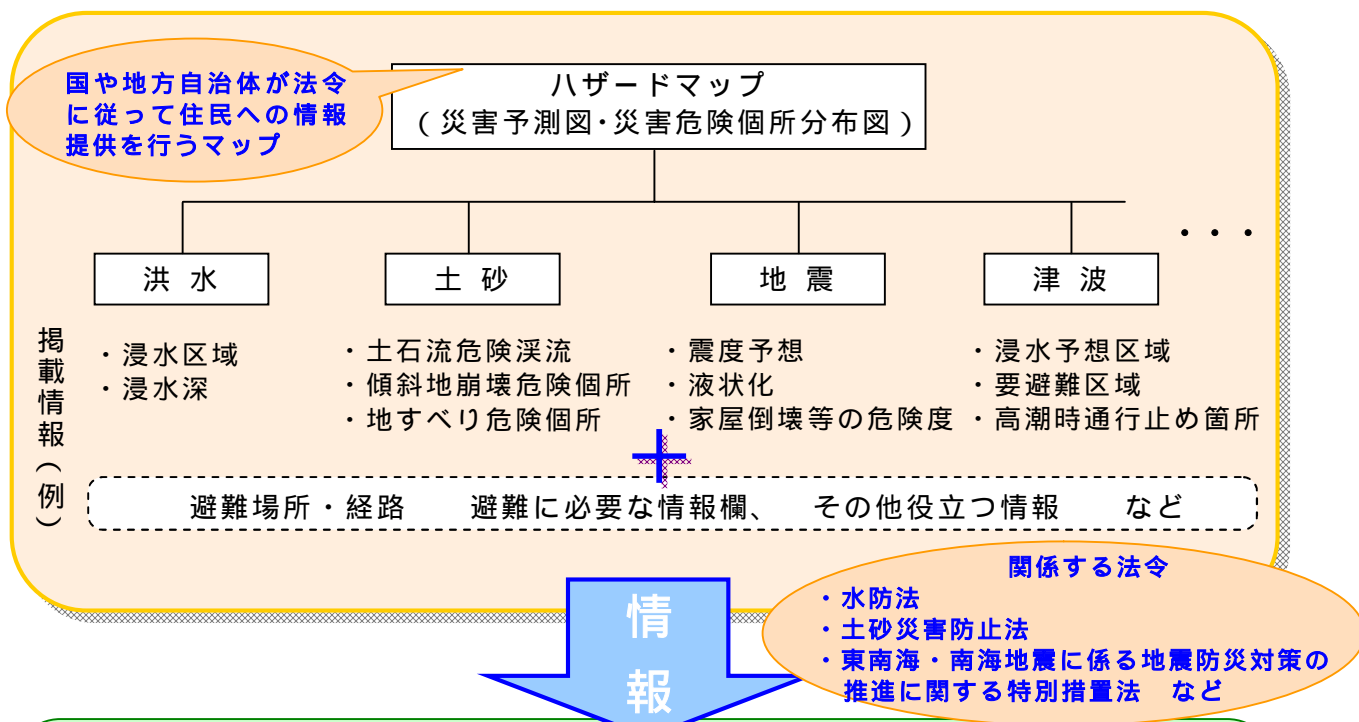 国や地方自治体が法令
に従って住民への情報
提供を行うマップ
ハザードマップ
(災害予測図・災害危険個所分布図)
・・・
洪 水
土 砂
地 震
津 波
掲載情報(例)
・浸水区域
・浸水深
・土石流危険渓流
・傾斜地崩壊危険個所
・地すべり危険個所
・震度予想
・液状化
・家屋倒壊等の危険度
・浸水予想区域
・要避難区域
・高潮時通行止め箇所
+
避難場所・経路 避難に必要な情報欄、 その他役立つ情報 など
関係する法令
・水防法
・土砂災害防止法
・東南海・南海地震に係る地震防災対策の
推進に関する特別措置法 など
情
報